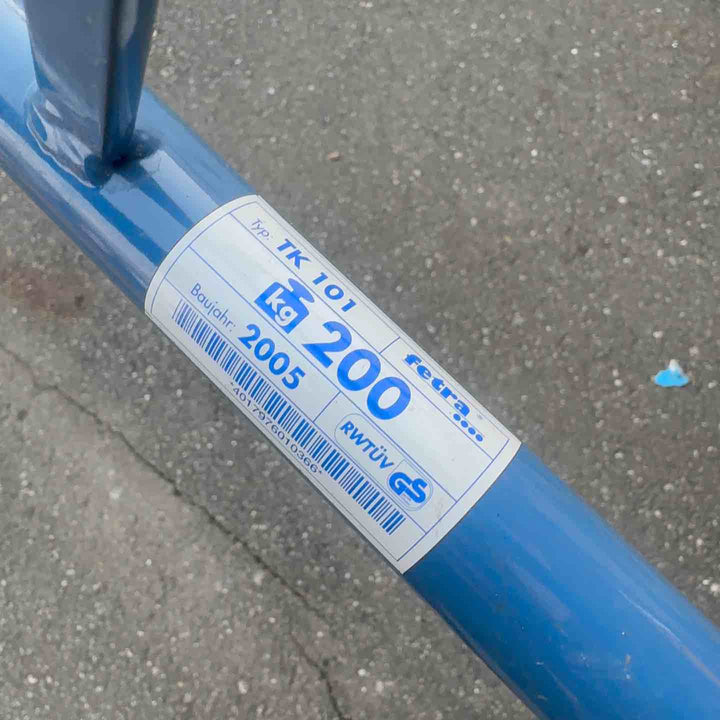 Typ: TK 101
kg 200
fetra
Baujahr: 2005
RWTÜV GS
*4017976010366*